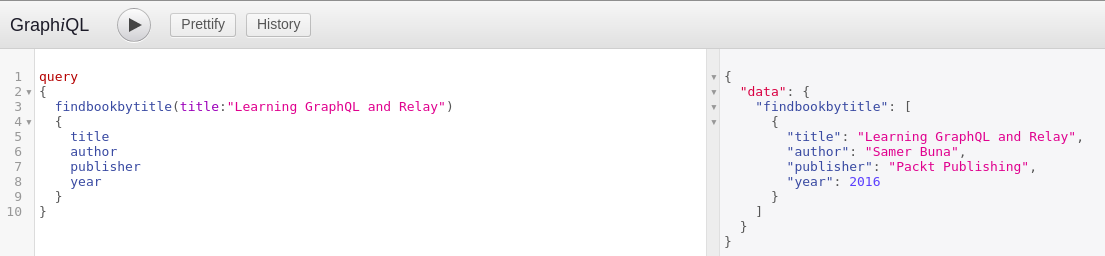 GraphiQL Prettify History
1 query
2 {
3   findbookbytitle(title:"Learning GraphQL and Relay")
4   {
5     title
6     author
7     publisher
8     year
9   }
10 }
{
  "data": {
    "findbookbytitle": [
      {
        "title": "Learning GraphQL and Relay",
        "author": "Samer Buna",
        "publisher": "Packt Publishing",
        "year": 2016
      }
    ]
  }
}